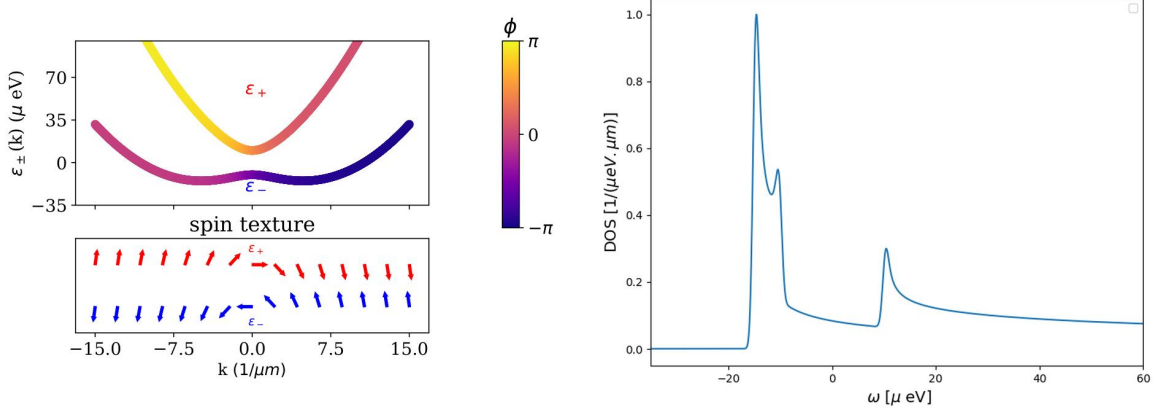 ϕ
π
0
−π
ε± (k) (μ eV)
70
35
0
−35
ε+
ε−
spin texture
ε+
ε−
−15.0 −7.5 0.0 7.5 15.0
k (1/μm)
DOS [1/(μeV. μm)]
1.0
0.8
0.6
0.4
0.2
0.0
−20 0 20 40 60
ω [μ eV]